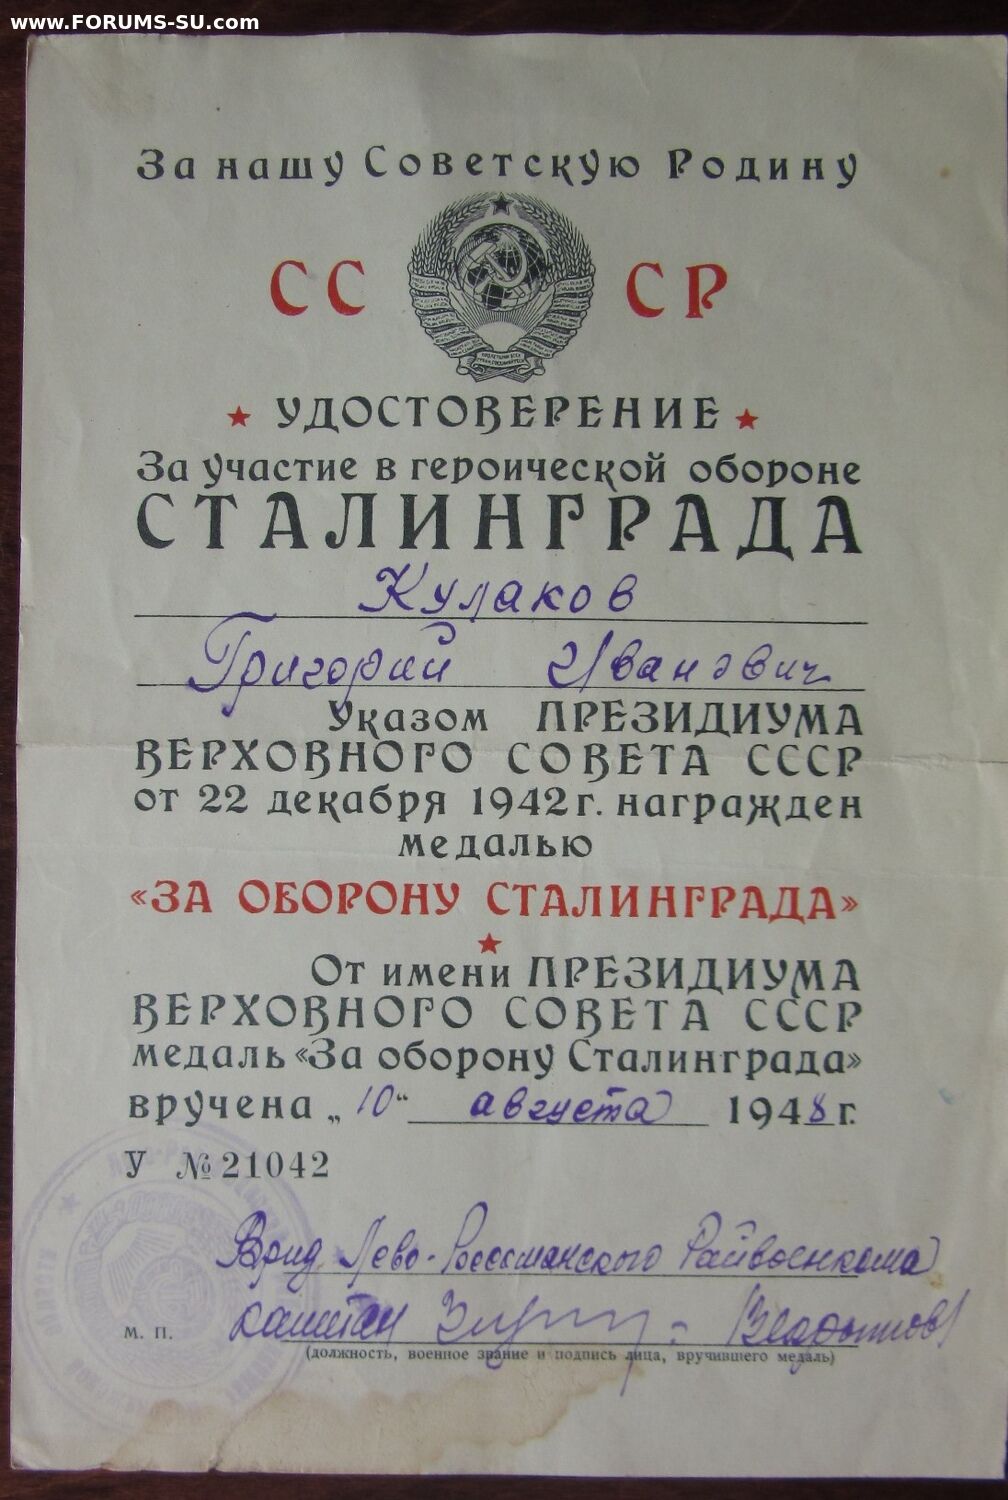 www.FORUMS-SU.com
За нашу Советскую Родину
СС СР
УДОСТОВЕРЕНИЕ
За участие в героической обороне
СТАЛИНГРАДА
Кулаков
Григорий Иванович
Указом ПРЕЗИДИУМА
ВЕРХОВНОГО СОВЕТА СССР
от 22 декабря 1942 г. награжден
медалью
«ЗА ОБОРОНУ СТАЛИНГРАДА»
От имени ПРЕЗИДИУМА
ВЕРХОВНОГО СОВЕТА СССР
медаль «За оборону Сталинграда»
вручена „10“ августа 1948 г.
У № 21042
Врид Лево-Россошанского Райвоенкома
капитан
М. П.
(должность, военное звание и подпись лица, вручившего медаль)